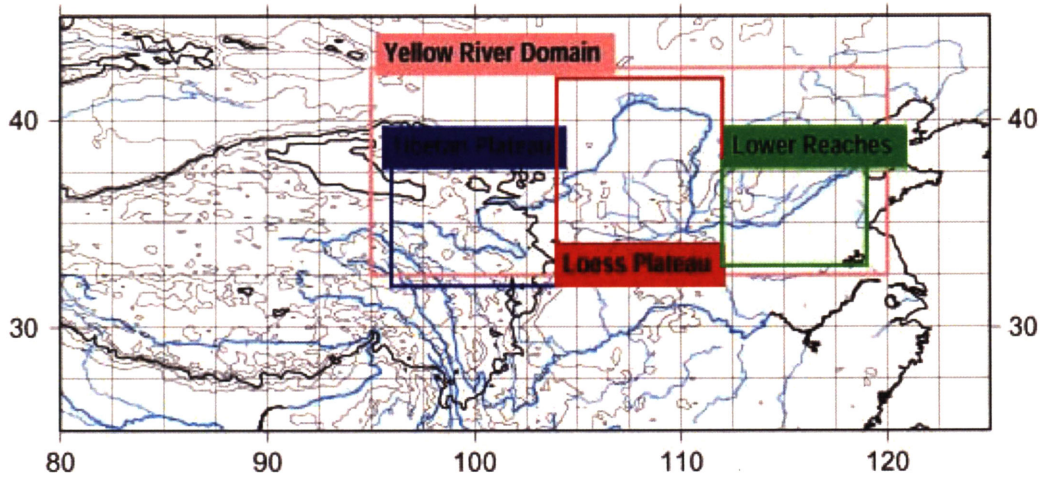 Yellow River Domain
40
40
Tibetan Plateau
Lower Reaches
Loess Plateau
30
30
80
90
100
110
120